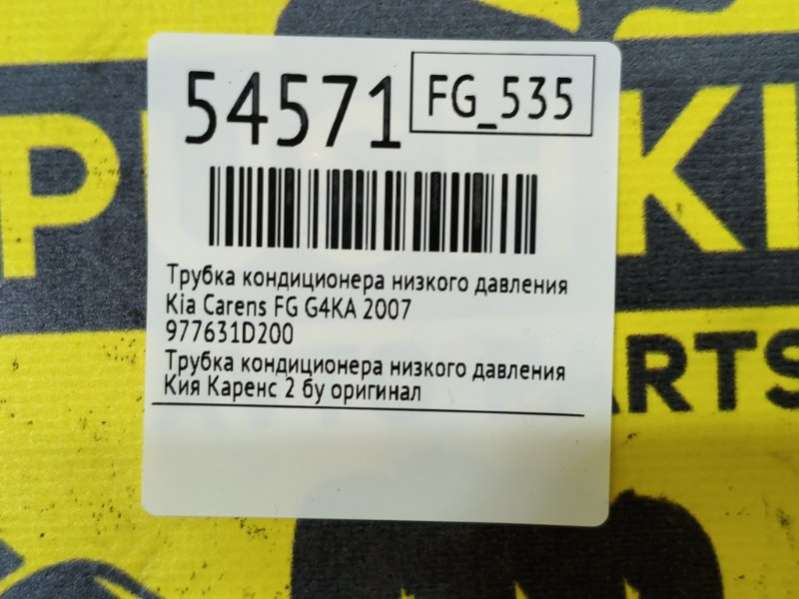 54571
FG_535
Трубка кондиционера низкого давления
Kia Carens FG G4KA 2007
977631D200
Трубка кондиционера низкого давления
Кия Каренс 2 бу оригинал